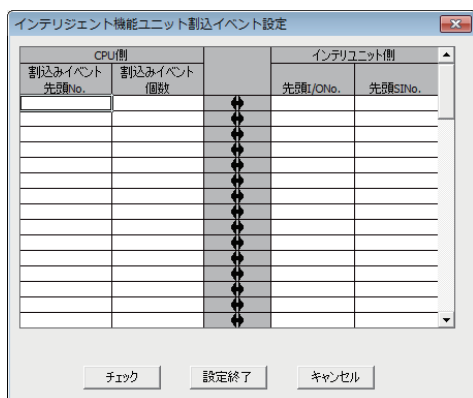 インテリジェント機能ユニット割込イベント設定
CPU側
インテリユニット側
割込みイベント
先頭No.
割込みイベント
個数
先頭I/ONo.
先頭SINo.
チェック
設定終了
キャンセル